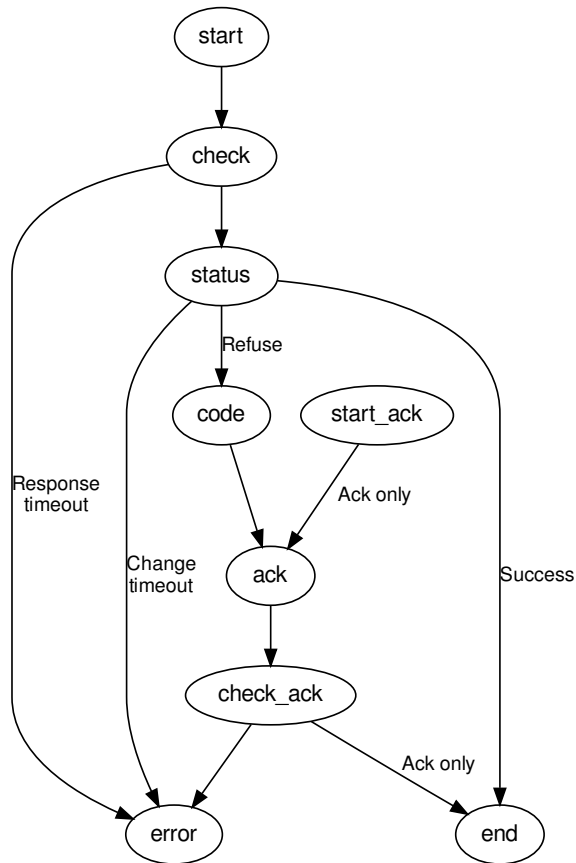 start
check
status
Refuse
code
start_ack
Response
timeout
Ack only
Change
timeout
ack
Success
check_ack
Ack only
error
end